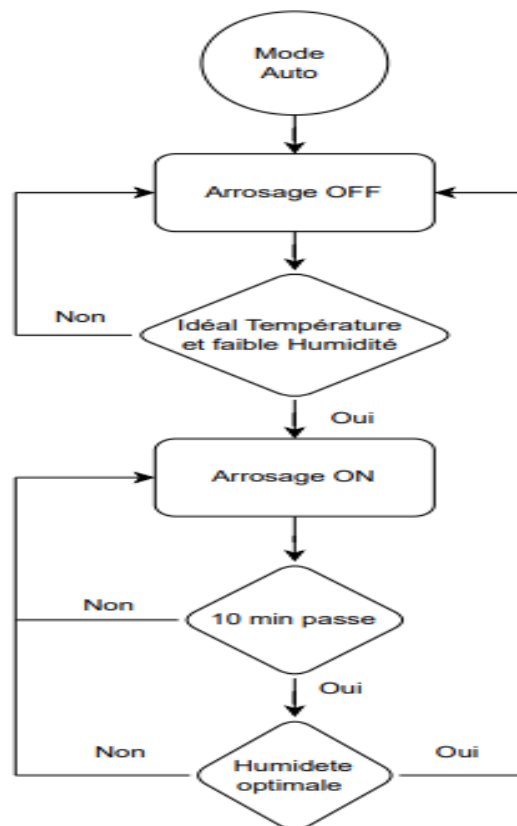 Mode
Auto
Arrosage OFF
Non
Idéal Température
et faible Humidité
Oui
Arrosage ON
Non
10 min passe
Oui
Non
Humidete
optimale
Oui